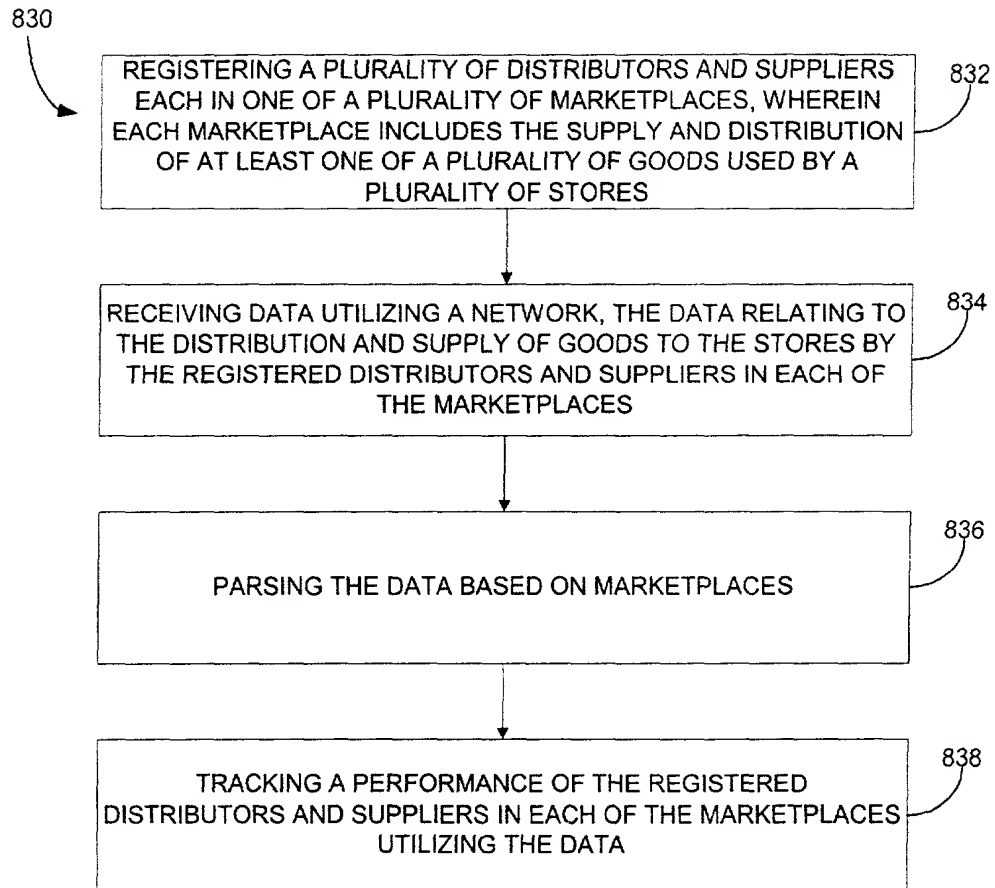 830
REGISTERING A PLURALITY OF DISTRIBUTORS AND SUPPLIERS
EACH IN ONE OF A PLURALITY OF MARKETPLACES, WHEREIN
EACH MARKETPLACE INCLUDES THE SUPPLY AND DISTRIBUTION
OF AT LEAST ONE OF A PLURALITY OF GOODS USED BY A
PLURALITY OF STORES
832
RECEIVING DATA UTILIZING A NETWORK, THE DATA RELATING TO
THE DISTRIBUTION AND SUPPLY OF GOODS TO THE STORES BY
THE REGISTERED DISTRIBUTORS AND SUPPLIERS IN EACH OF
THE MARKETPLACES
834
PARSING THE DATA BASED ON MARKETPLACES
836
TRACKING A PERFORMANCE OF THE REGISTERED
DISTRIBUTORS AND SUPPLIERS IN EACH OF THE MARKETPLACES
UTILIZING THE DATA
838